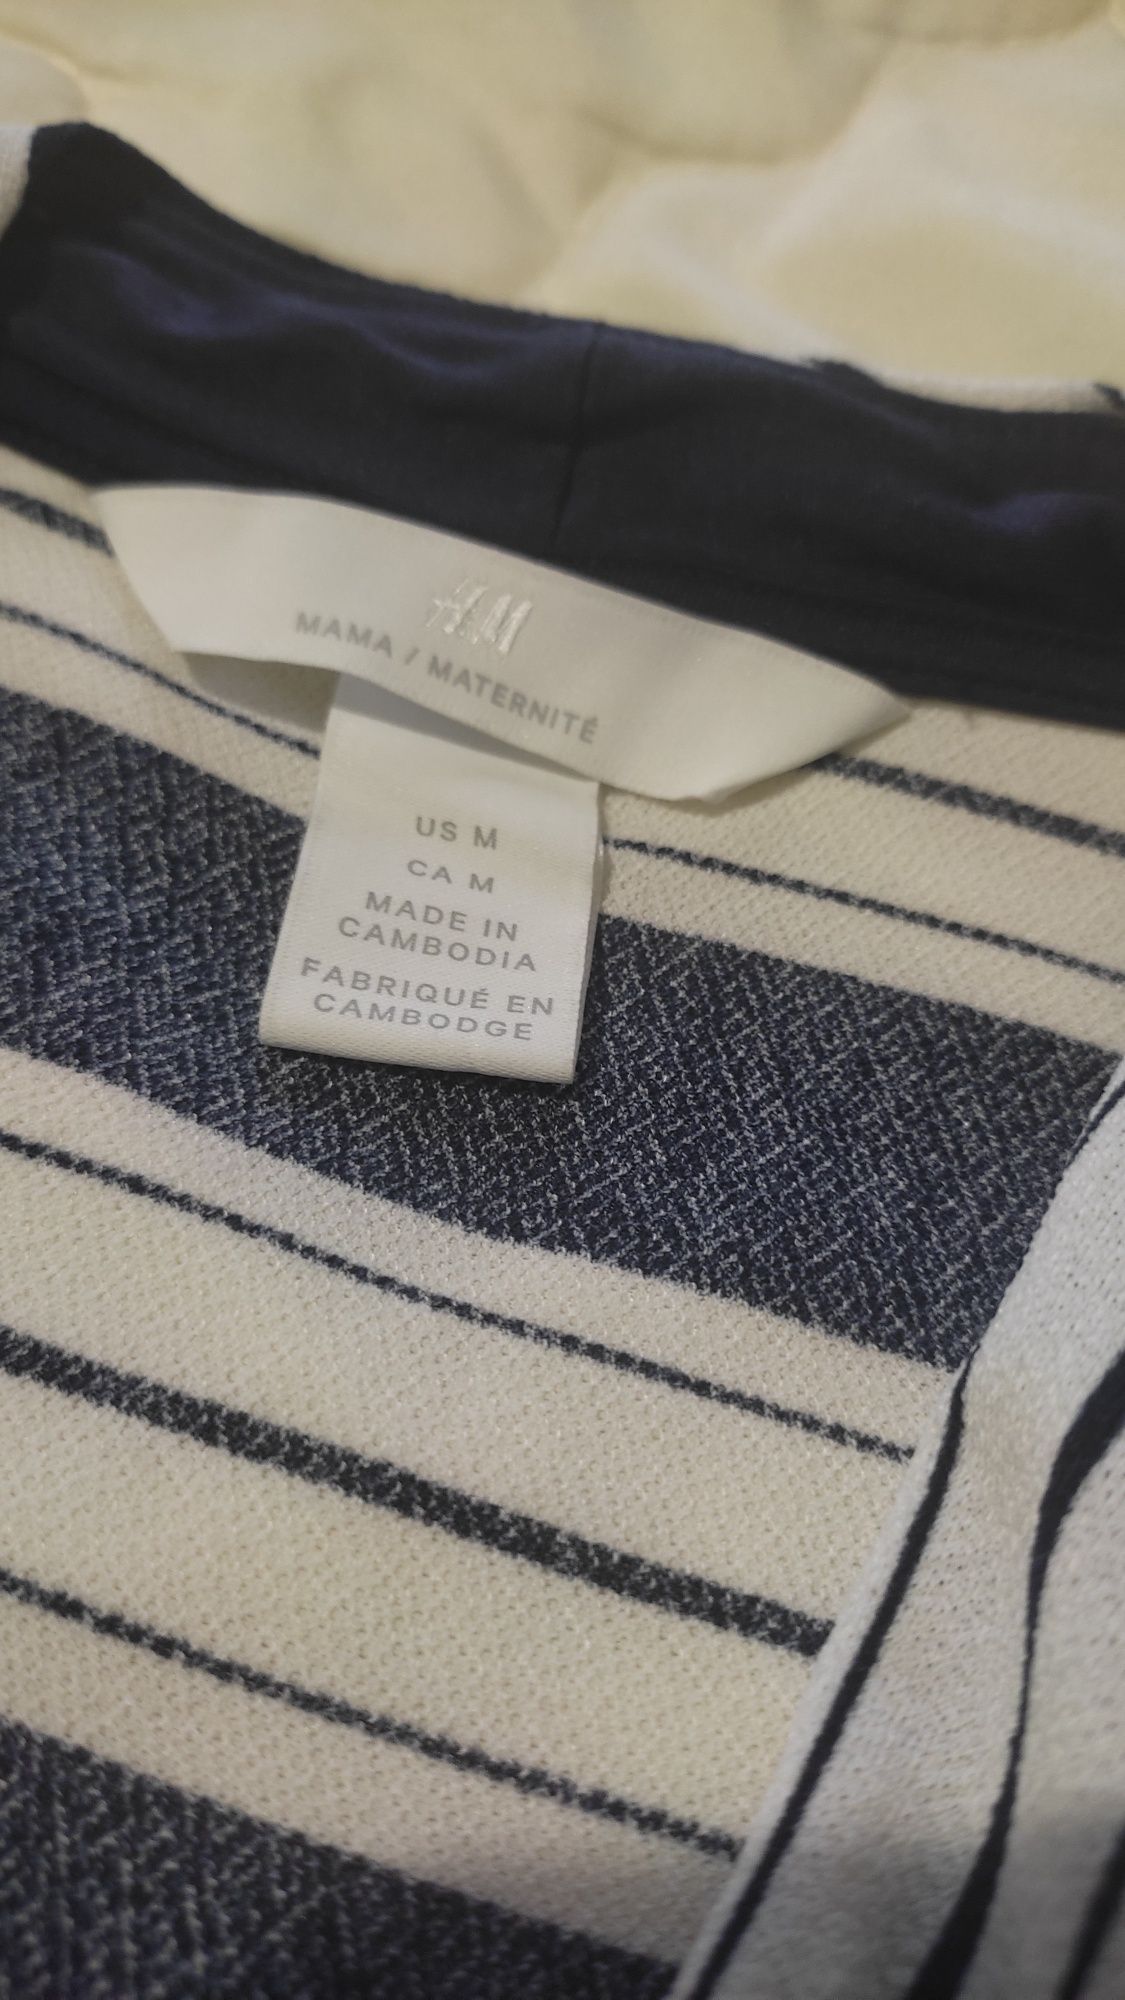 H&M
MAMA / MATERNITÉ
US M
CA M
MADE IN
CAMBODIA
FABRIQUÉ EN
CAMBODGE